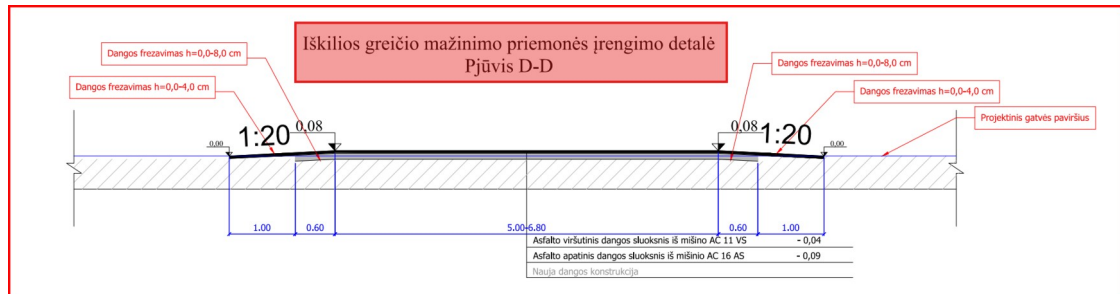 Iškilios greičio mažinimo priemonės įrengimo detalė
Pjūvis D-D
Dangos frezavimas h=0,0-8,0 cm
Dangos frezavimas h=0,0-8,0 cm
Dangos frezavimas h=0,0-4,0 cm
Dangos frezavimas h=0,0-4,0 cm
Projektinis gatvės paviršius
0,00
1:20
0,08
0,08
1:20
0,00
1.00
0.60
5.00-6.80
0.60
1.00
Asfalto viršutinis dangos sluoksnis iš mišino AC 11 VS - 0,04
Asfalto apatinis dangos sluoksnis iš mišinio AC 16 AS - 0,09
Nauja dangos konstrukcija